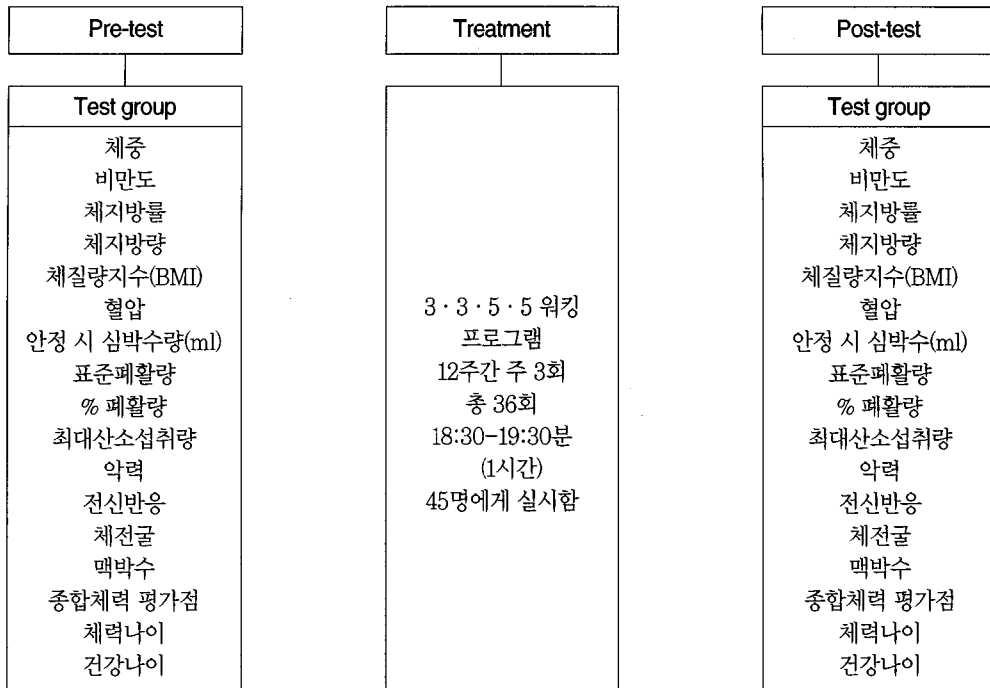 Pre-test
Test group
체중
비만도
체지방률
체지방량
체질량지수(BMI)
혈압
안정 시 심박수량(ml)
표준폐활량
% 폐활량
최대산소섭취량
악력
전신반응
체전굴
맥박수
종합체력 평가점
체력나이
건강나이
Treatment
3 · 3 · 5 · 5 워킹
프로그램
12주간 주 3회
총 36회
18:30-19:30분
(1시간)
45명에게 실시함
Post-test
Test group
체중
비만도
체지방률
체지방량
체질량지수(BMI)
혈압
안정 시 심박수(ml)
표준폐활량
% 폐활량
최대산소섭취량
악력
전신반응
체전굴
맥박수
종합체력 평가점
체력나이
건강나이